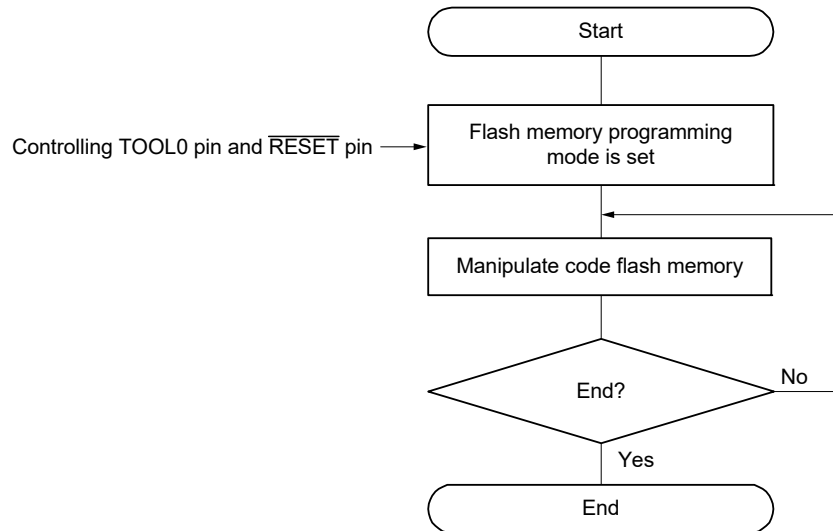 Start
Controlling TOOL0 pin and RESET pin
Flash memory programming
mode is set
Manipulate code flash memory
End?
No
Yes
End